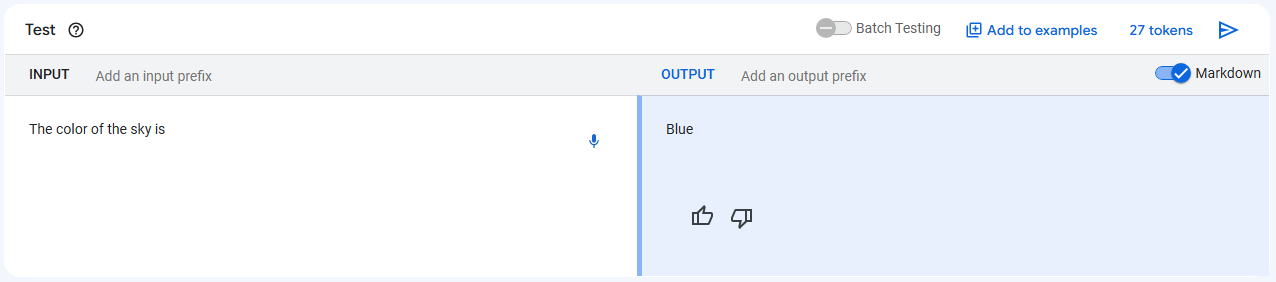 Test
Batch Testing
Add to examples
27 tokens
INPUT
Add an input prefix
OUTPUT
Add an output prefix
Markdown
The color of the sky is
Blue